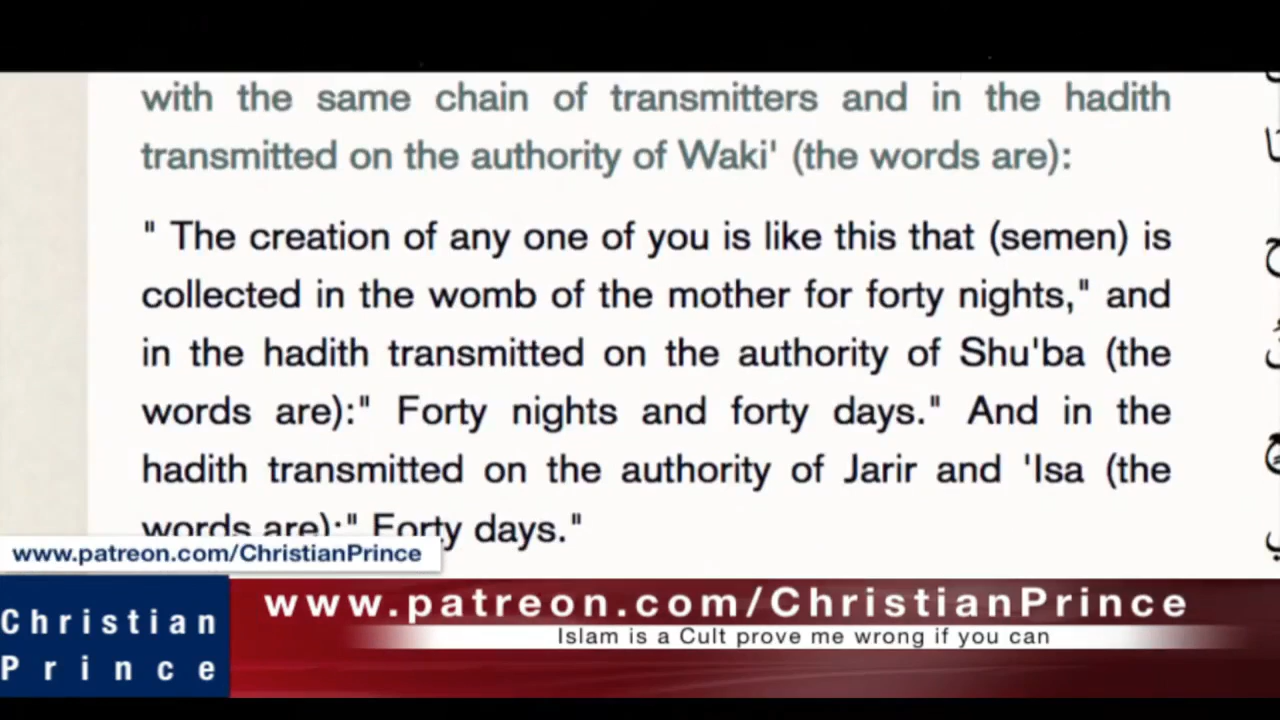 with the same chain of transmitters and in the hadith
transmitted on the authority of Waki' (the words are):
" The creation of any one of you is like this that (semen) is
collected in the womb of the mother for forty nights," and
in the hadith transmitted on the authority of Shu'ba (the
words are):" Forty nights and forty days." And in the
hadith transmitted on the authority of Jarir and 'Isa (the
words are):" Forty days."
www.patreon.com/ChristianPrince
www.patreon.com/ChristianPrince
Islam is a Cult prove me wrong if you can
Christian
Prince